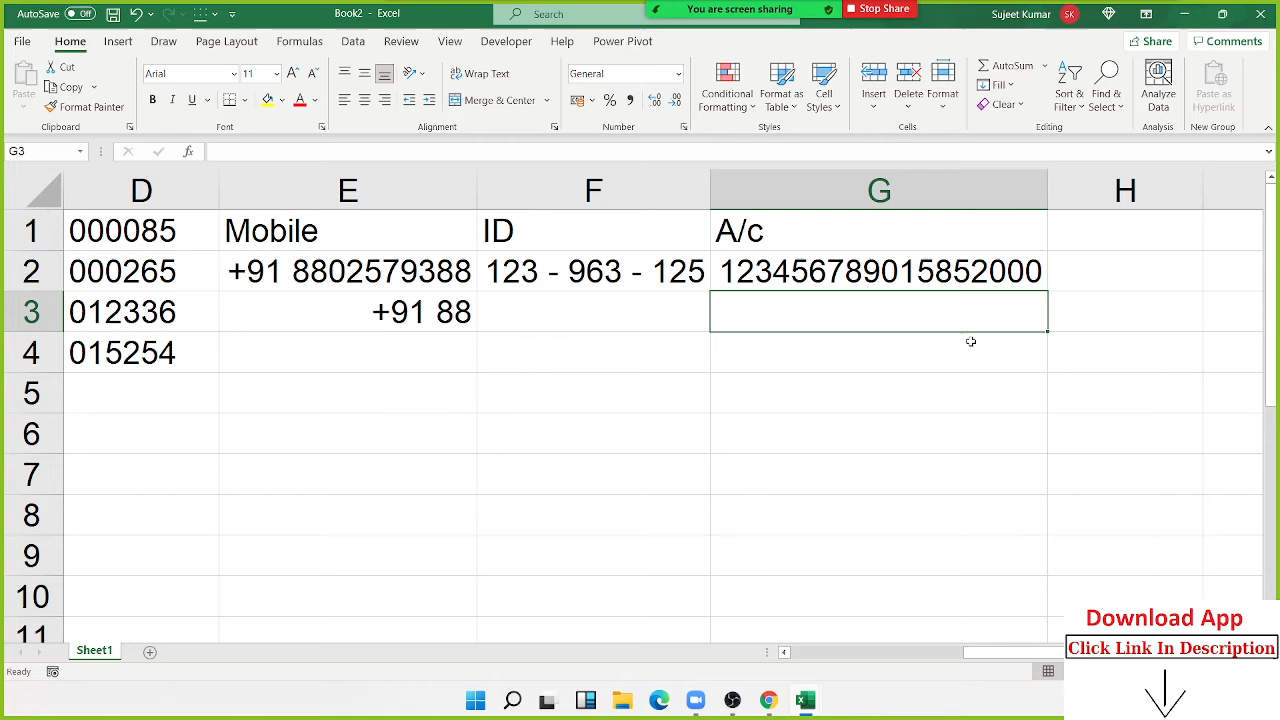 AutoSave Off Book2 - Excel Search You are screen sharing Stop Share Sujeet Kumar SK
File Home Insert Draw Page Layout Formulas Data Review View Developer Help Power Pivot Share Comments
Paste Cut Copy Format Painter Clipboard
Arial 11 B I U A Font
Wrap Text Merge & Center Alignment
General % Number
Conditional Formatting Format as Table Cell Styles Styles
Insert Delete Format Cells
AutoSum Fill Clear Sort & Filter Find & Select Editing
Analyze Data Analysis
Paste as Hyperlink New Group
G3 fx
D E F G H
1 000085 Mobile ID A/c
2 000265 +91 8802579388 123 - 963 - 125 123456789015852000
3 012336 +91 88
4 015254
5
6
7
8
9
10
11
Sheet1
Ready
Download App
Click Link In Description